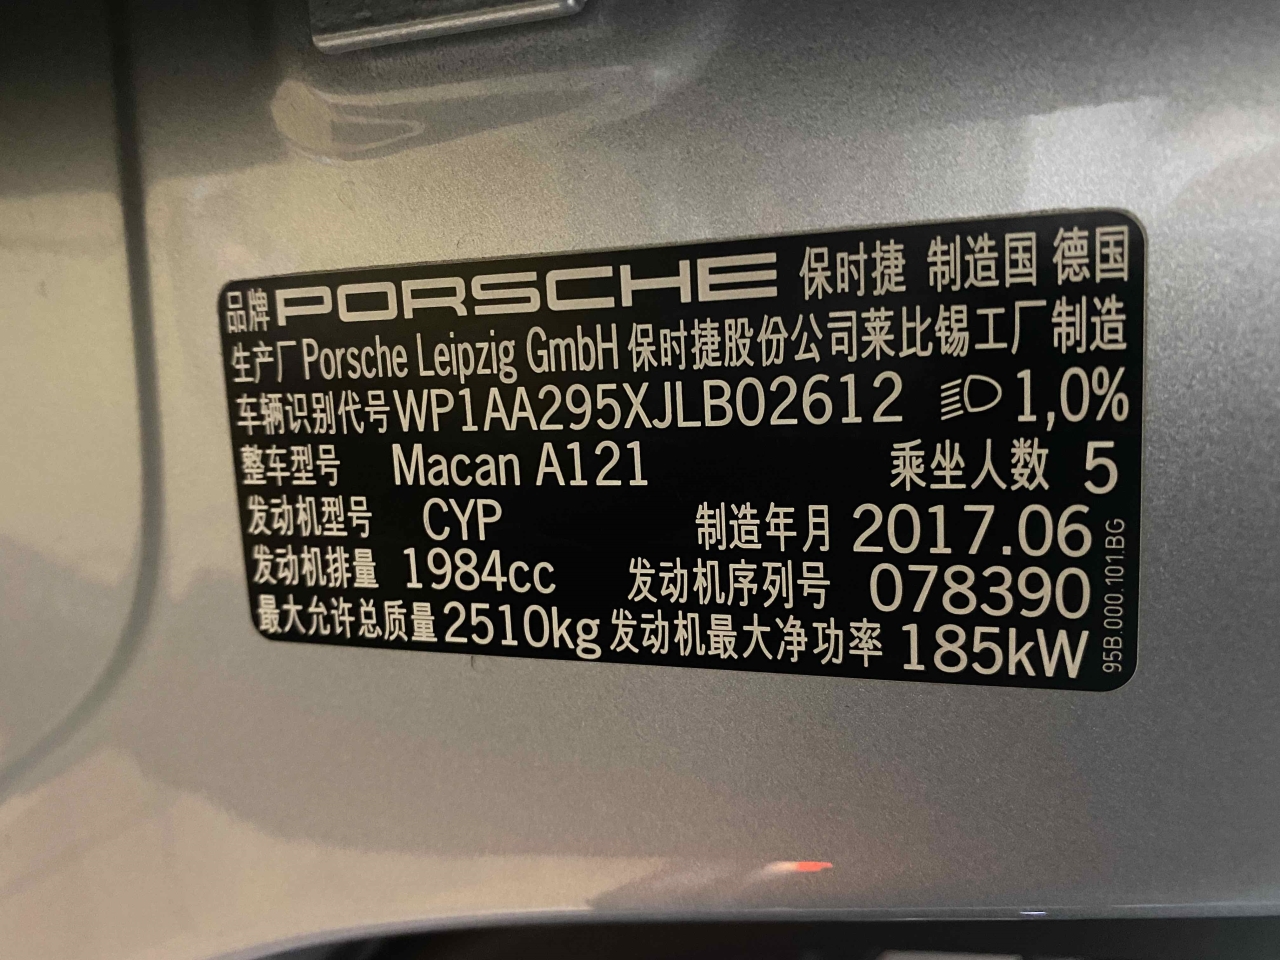 品牌 PORSCHE 保时捷 制造国 德国
生产厂 Porsche Leipzig GmbH 保时捷股份公司莱比锡工厂制造
车辆识别代号 WP1AA295XJLB02612 1,0%
整车型号 Macan A121 乘坐人数 5
发动机型号 CYP 制造年月 2017.06
发动机排量 1984cc 发动机序列号 078390
最大允许总质量 2510kg 发动机最大净功率 185kW
95B.000.101.BG